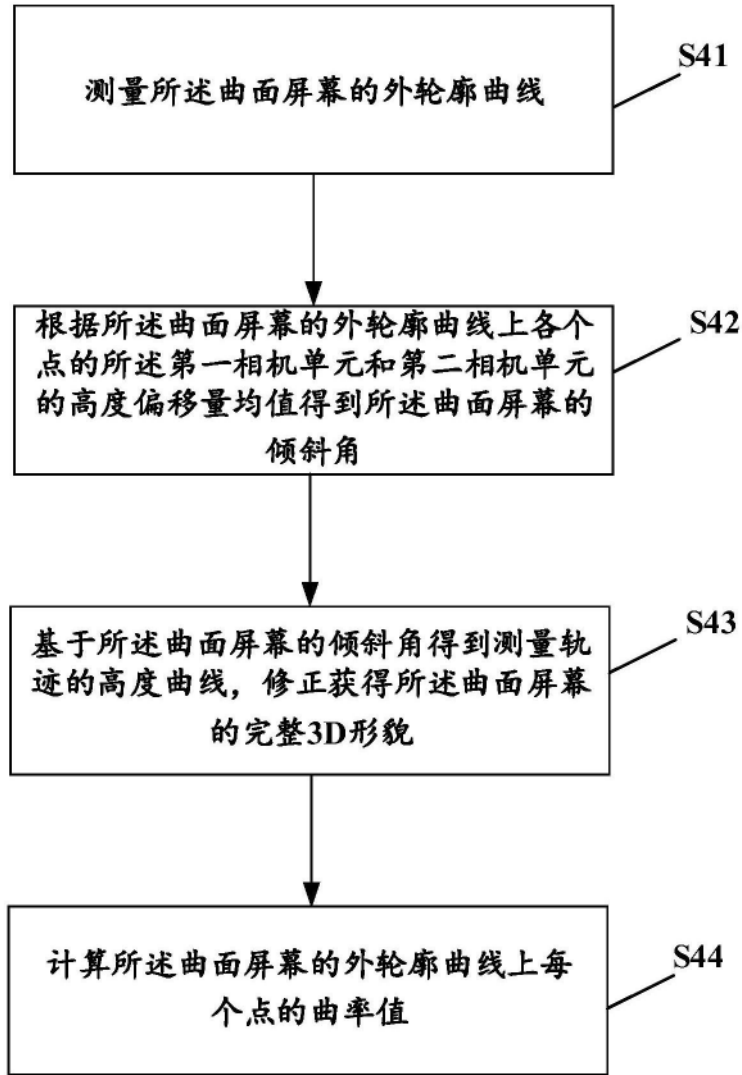 测量所述曲面屏幕的外轮廓曲线
S41
根据所述曲面屏幕的外轮廓曲线上各个
点的所述第一相机单元和第二相机单元
的高度偏移量均值得到所述曲面屏幕的
倾斜角
S42
基于所述曲面屏幕的倾斜角得到测量轨
迹的高度曲线，修正获得所述曲面屏幕
的完整3D形貌
S43
计算所述曲面屏幕的外轮廓曲线上每
个点的曲率值
S44